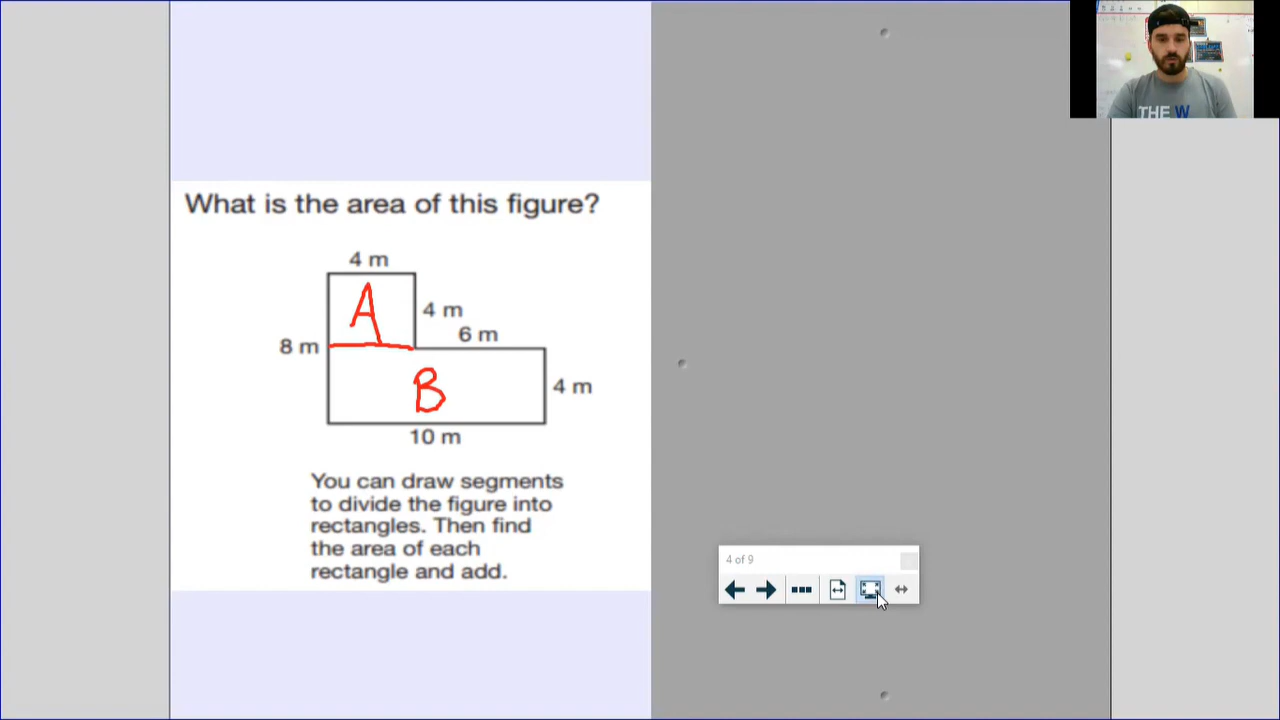 THE W
What is the area of this figure?
4 m
A
4 m
6 m
8 m
B
4 m
10 m
You can draw segments
to divide the figure into
rectangles. Then find
the area of each
rectangle and add.
4 of 9